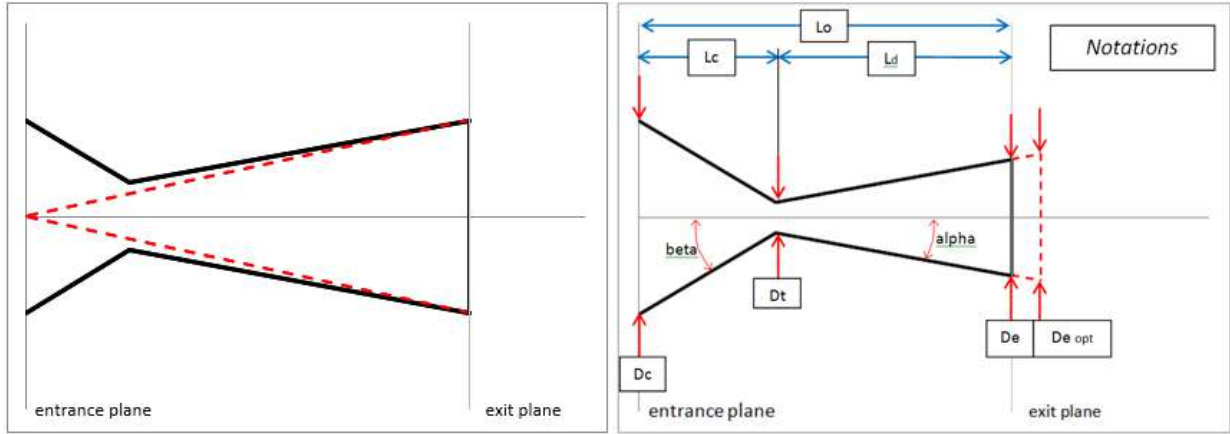 entrance plane
exit plane
Lo
Lc
Ld
Notations
beta
alpha
Dt
De
De opt
Dc
entrance plane
exit plane